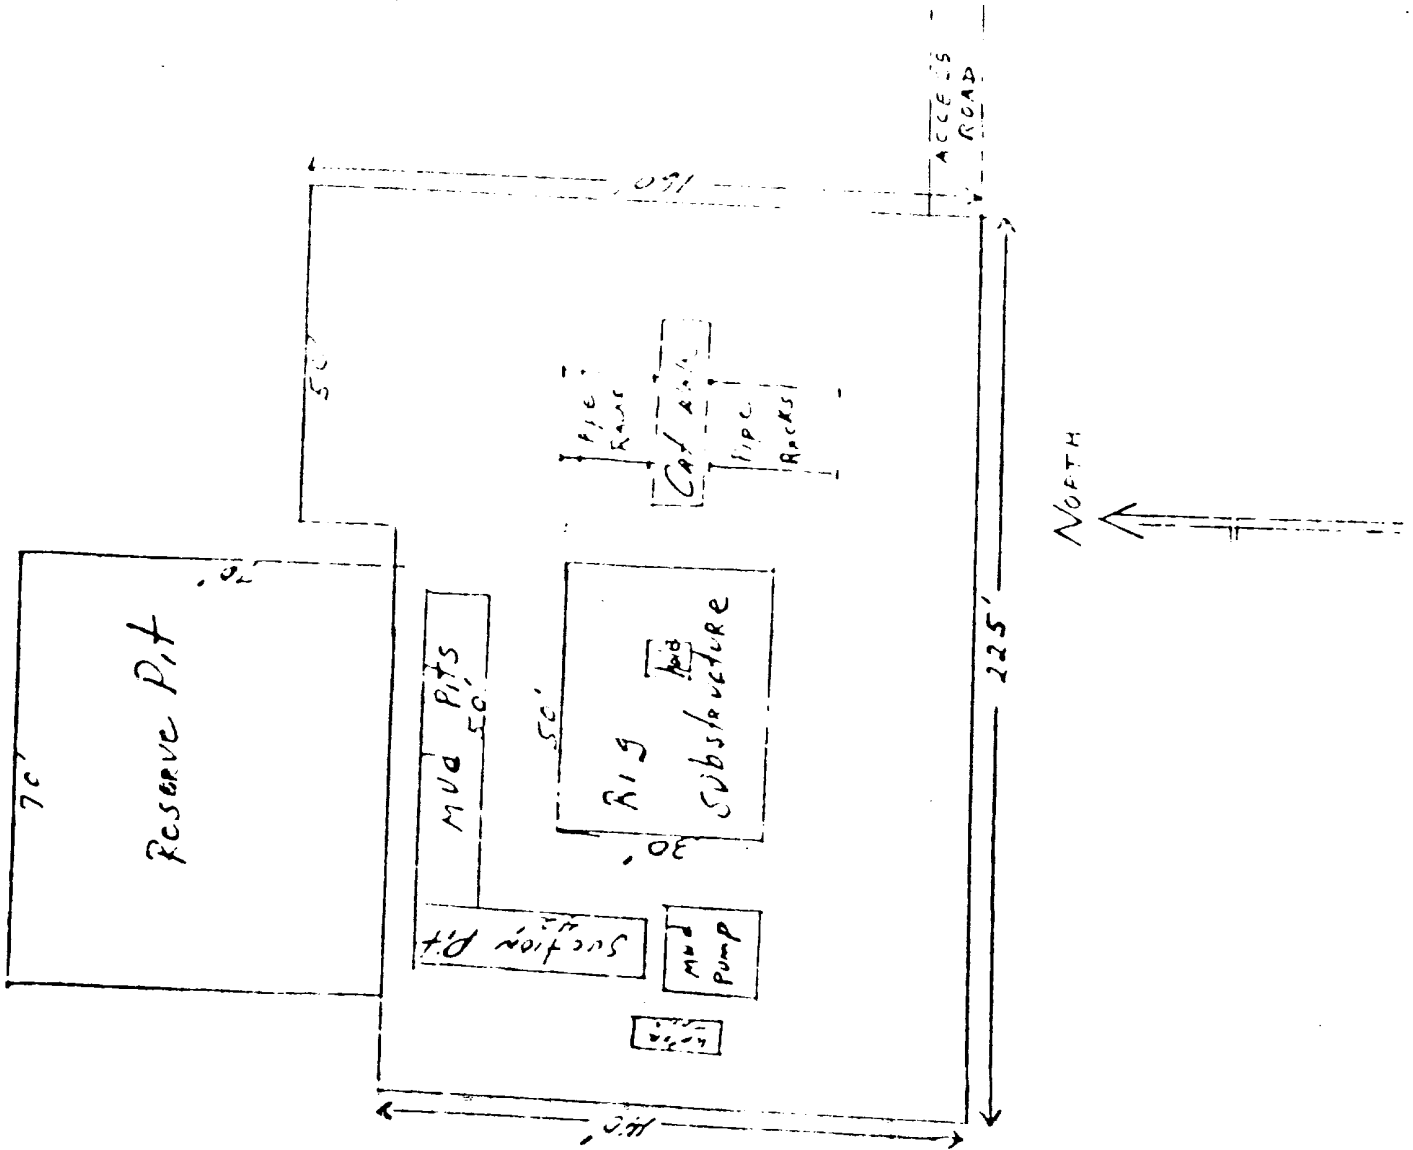 ACCESS
ROAD
160'
50'
Pipe
Racks
Cat Walk
Pipe
Racks
NORTH
70'
Reserve Pit
70'
Mud Pits
50'
50'
Rig
Substructure
30'
225'
Suction Pit
Mud
Pump
140'